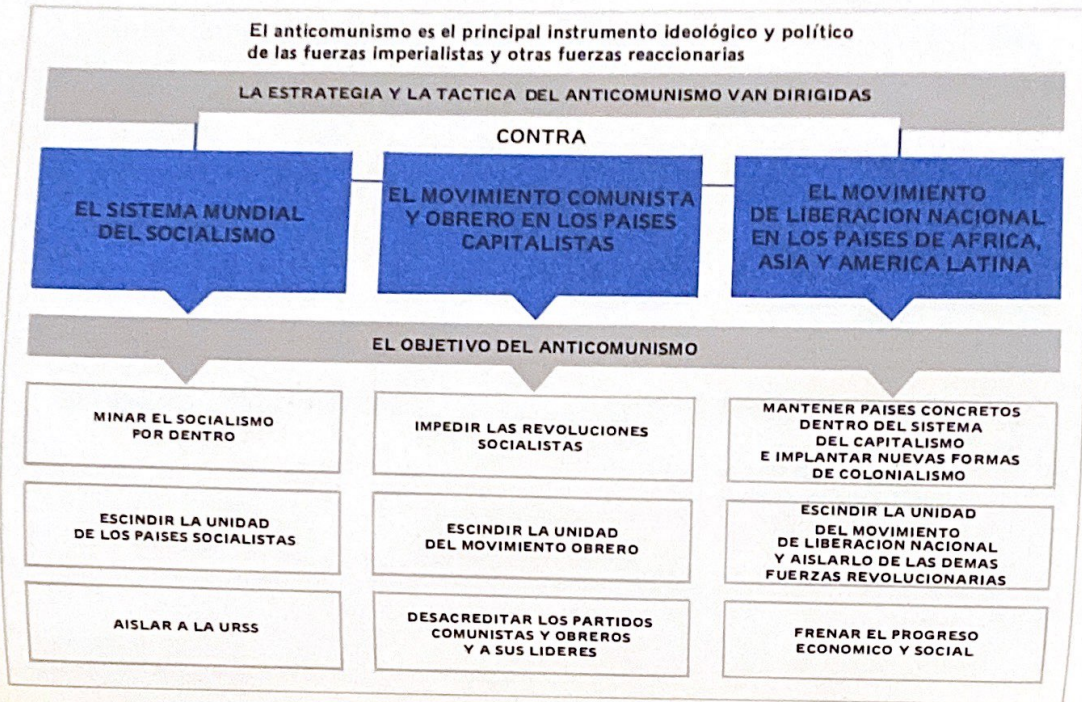 El anticomunismo es el principal instrumento ideológico y político
de las fuerzas imperialistas y otras fuerzas reaccionarias
LA ESTRATEGIA Y LA TACTICA DEL ANTICOMUNISMO VAN DIRIGIDAS
CONTRA
EL SISTEMA MUNDIAL
DEL SOCIALISMO
EL MOVIMIENTO COMUNISTA
Y OBRERO EN LOS PAISES
CAPITALISTAS
EL MOVIMIENTO
DE LIBERACION NACIONAL
EN LOS PAISES DE AFRICA,
ASIA Y AMERICA LATINA
EL OBJETIVO DEL ANTICOMUNISMO
MINAR EL SOCIALISMO
POR DENTRO
IMPEDIR LAS REVOLUCIONES
SOCIALISTAS
MANTENER PAISES CONCRETOS
DENTRO DEL SISTEMA
DEL CAPITALISMO
E IMPLANTAR NUEVAS FORMAS
DE COLONIALISMO
ESCINDIR LA UNIDAD
DE LOS PAISES SOCIALISTAS
ESCINDIR LA UNIDAD
DEL MOVIMIENTO OBRERO
ESCINDIR LA UNIDAD
DEL MOVIMIENTO
DE LIBERACION NACIONAL
Y AISLARLO DE LAS DEMAS
FUERZAS REVOLUCIONARIAS
AISLAR A LA URSS
DESACREDITAR LOS PARTIDOS
COMUNISTAS Y OBREROS
Y A SUS LIDERES
FRENAR EL PROGRESO
ECONOMICO Y SOCIAL